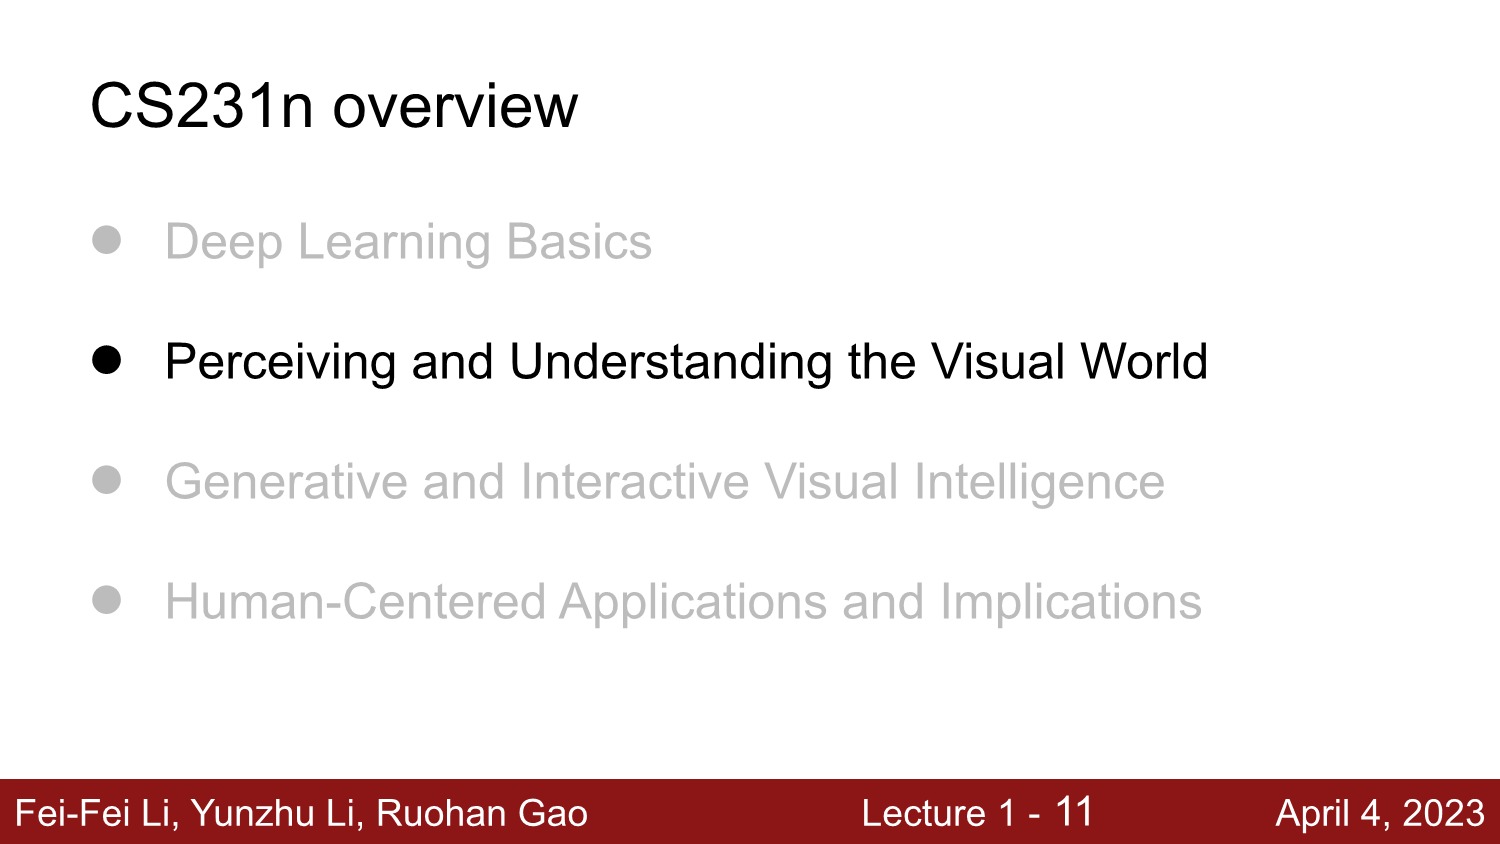 CS231n overview
● Deep Learning Basics
● Perceiving and Understanding the Visual World
● Generative and Interactive Visual Intelligence
● Human-Centered Applications and Implications
Fei-Fei Li, Yunzhu Li, Ruohan Gao Lecture 1 - 11 April 4, 2023